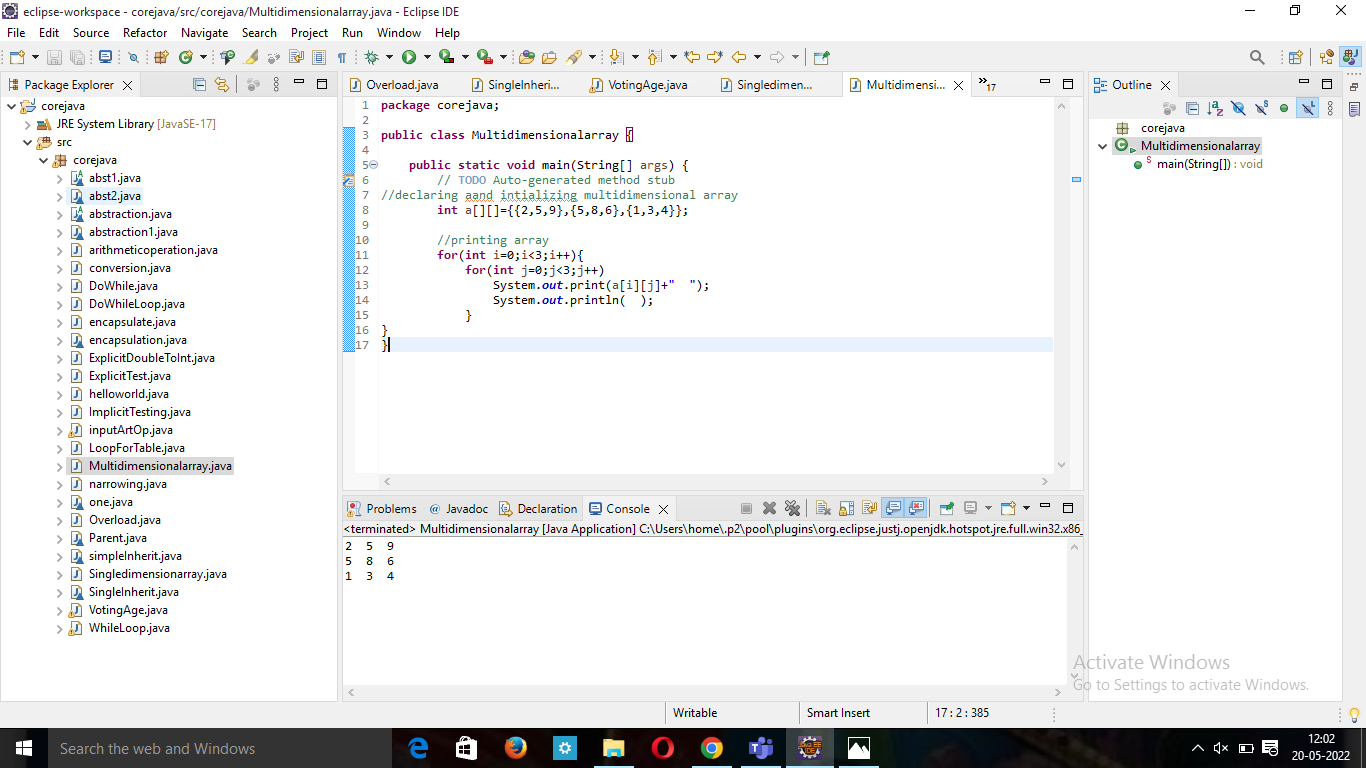 eclipse-workspace - corejava/src/corejava/Multidimensionalarray.java - Eclipse IDE
File Edit Source Refactor Navigate Search Project Run Window Help
Package Explorer
corejava
JRE System Library [JavaSE-17]
src
corejava
abst1.java
abst2.java
abstraction.java
abstraction1.java
arithmeticoperation.java
conversion.java
DoWhile.java
DoWhileLoop.java
encapsulate.java
encapsulation.java
ExplicitDoubleToInt.java
ExplicitTest.java
helloworld.java
ImplicitTesting.java
inputArtOp.java
LoopForTable.java
Multidimensionalarray.java
narrowing.java
one.java
Overload.java
Parent.java
simpleInherit.java
Singledimensionarray.java
SingleInherit.java
VotingAge.java
WhileLoop.java
Overload.java SingleInheri... VotingAge.java Singledimen... Multidimensi... »17
1 package corejava;
2
3 public class Multidimensionalarray {
4
5 public static void main(String[] args) {
6 // TODO Auto-generated method stub
7 //declaring aand intializing multidimensional array
8 int a[][]={{2,5,9},{5,8,6},{1,3,4}};
9
10 //printing array
11 for(int i=0;i<3;i++){
12 for(int j=0;j<3;j++)
13 System.out.print(a[i][j]+"  ");
14 System.out.println(  );
15 }
16 }
17 }
Problems @ Javadoc Declaration Console
<terminated> Multidimensionalarray [Java Application] C:\Users\home\.p2\pool\plugins\org.eclipse.justj.openjdk.hotspot.jre.full.win32.x86_
2 5 9
5 8 6
1 3 4
Outline
corejava
Multidimensionalarray
main(String[]) : void
Activate Windows
Go to Settings to activate Windows.
Writable Smart Insert 17 : 2 : 385
Search the web and Windows
12:02
20-05-2022